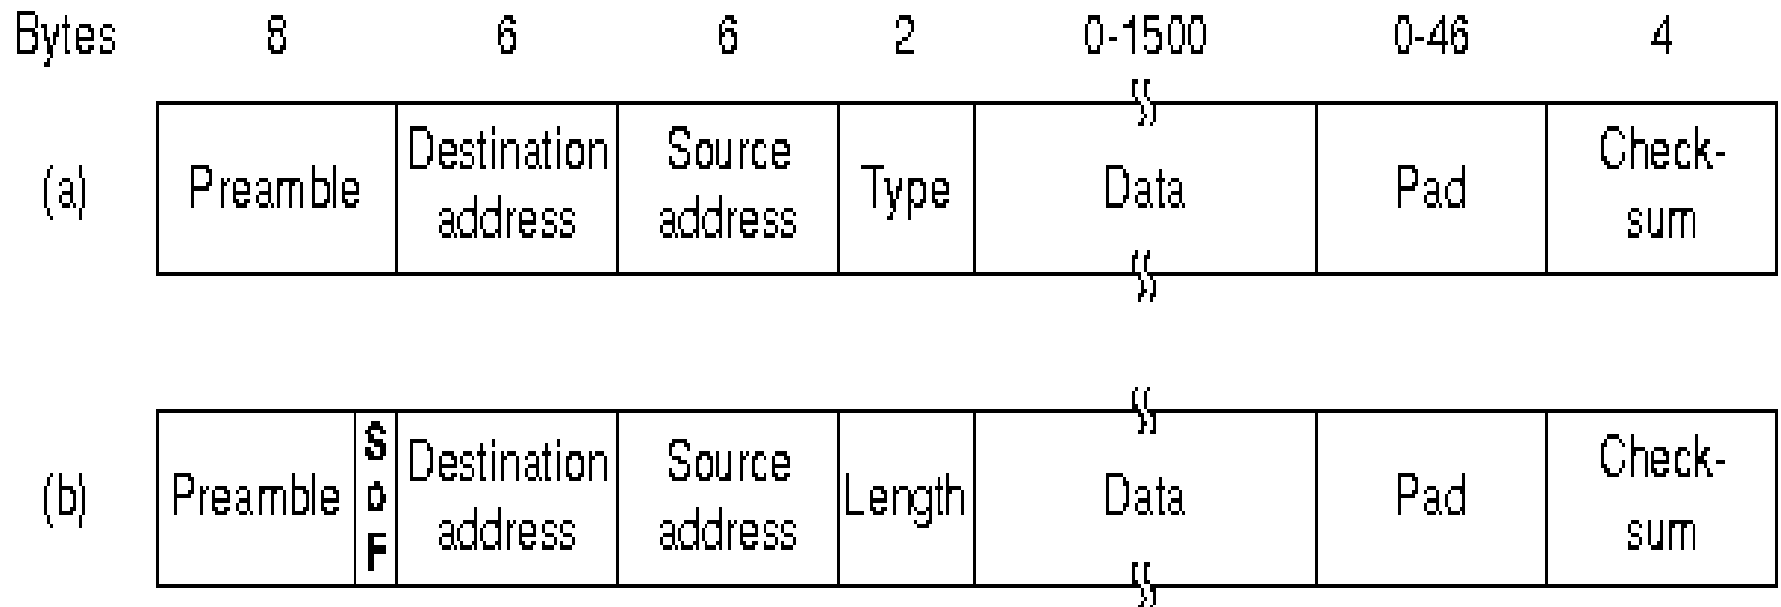 Bytes 8 6 6 2 0-1500 0-46 4
(a) Preamble Destination address Source address Type Data Pad Check-sum
(b) Preamble SoF Destination address Source address Length Data Pad Check-sum